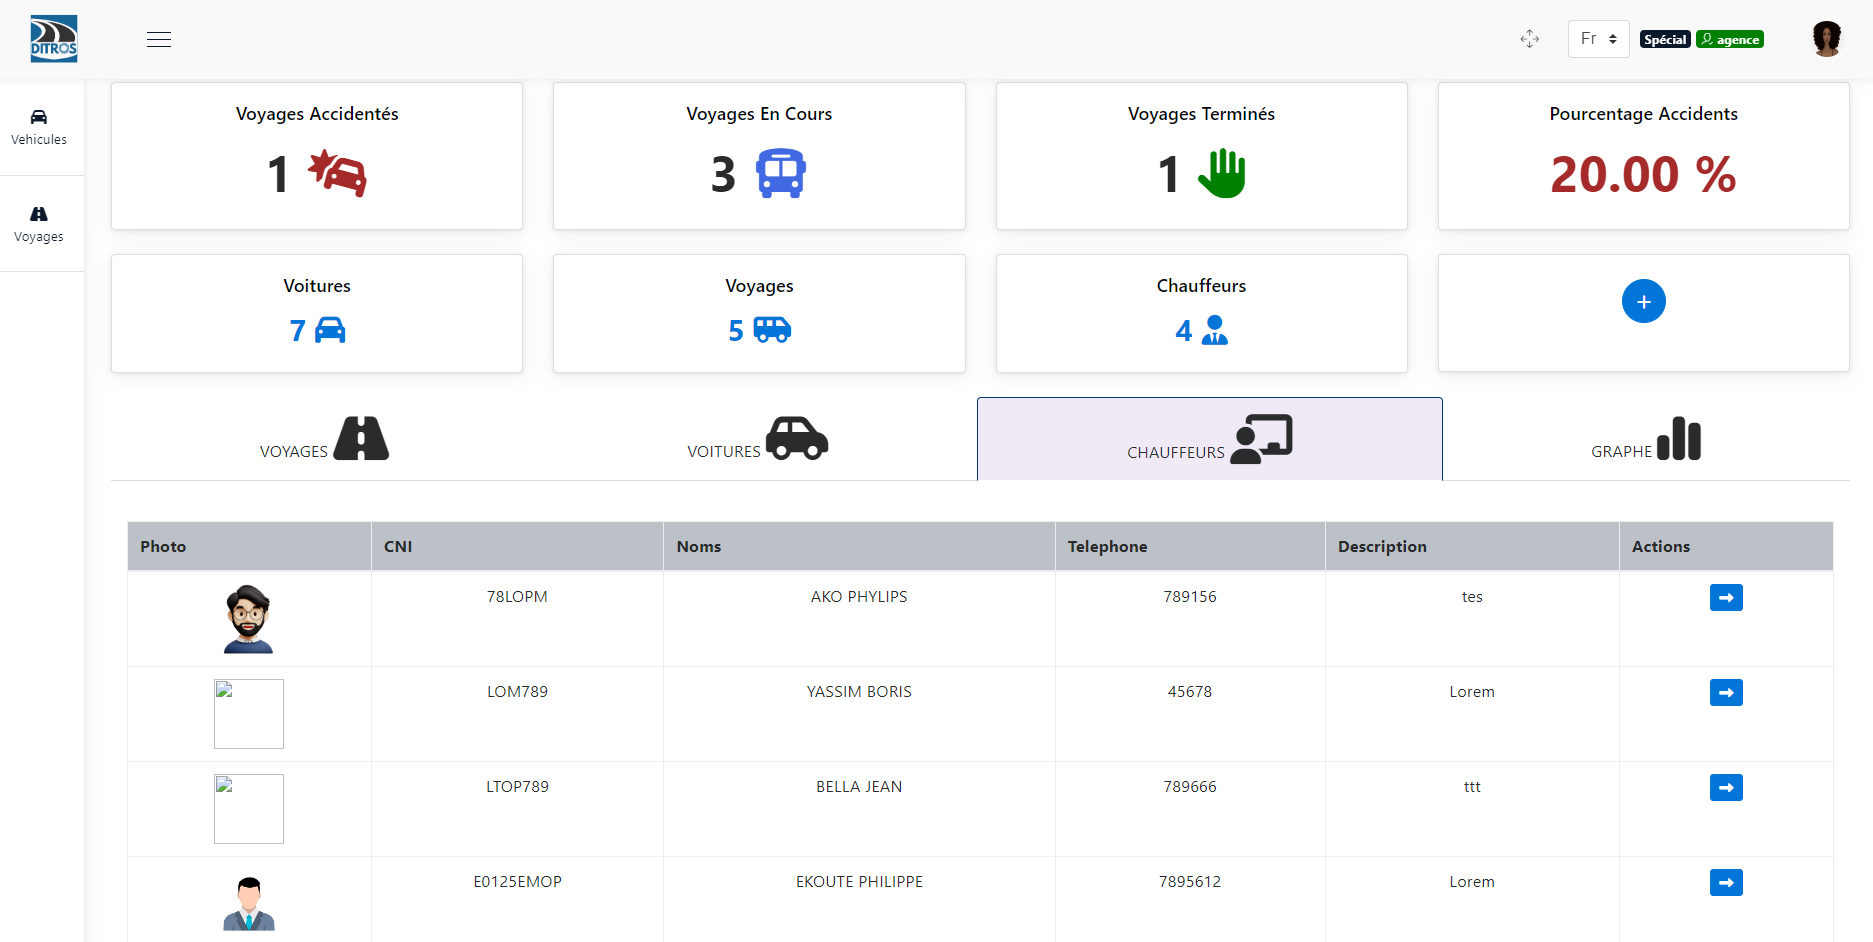 DITROS
Fr
Spécial
agence
Vehicules
Voyages
Voyages Accidentés
1
Voyages En Cours
3
Voyages Terminés
1
Pourcentage Accidents
20.00 %
Voitures
7
Voyages
5
Chauffeurs
4
+
VOYAGES
VOITURES
CHAUFFEURS
GRAPHE
Photo CNI Noms Telephone Description Actions
78LOPM AKO PHYLIPS 789156 tes
LOM789 YASSIM BORIS 45678 Lorem
LTOP789 BELLA JEAN 789666 ttt
E0125EMOP EKOUTE PHILIPPE 7895612 Lorem